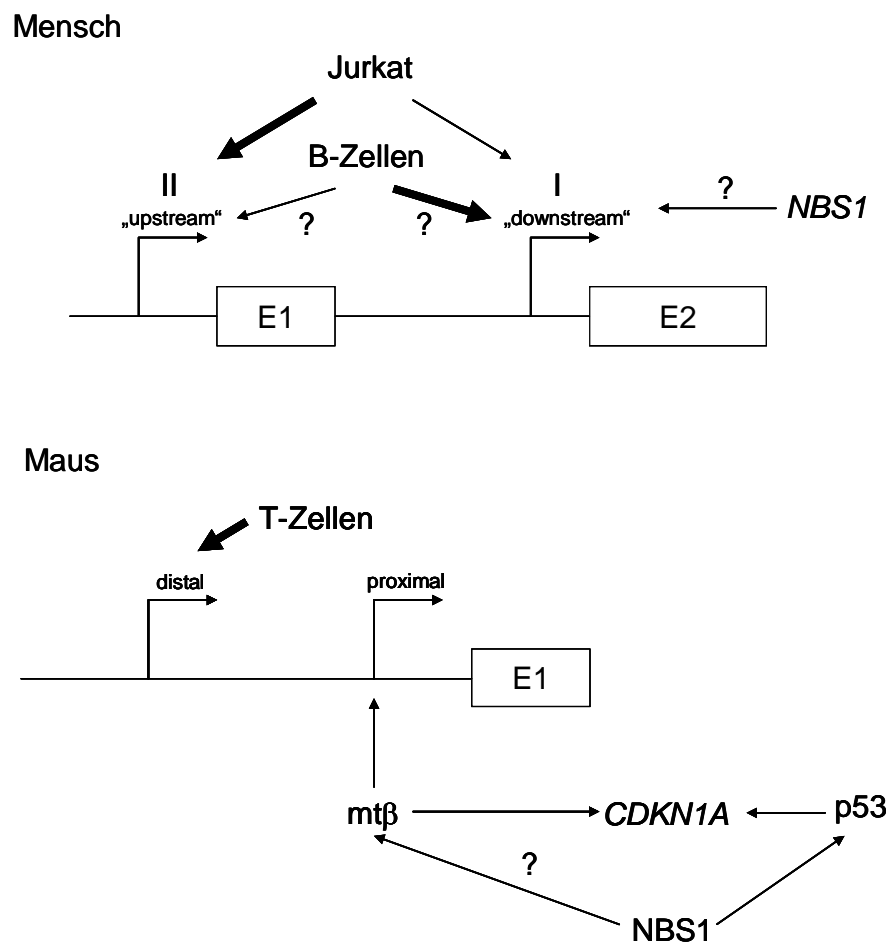 Mensch
Jurkat
B-Zellen
II I
„upstream“ ? ? „downstream“ ? NBS1
E1 E2
Maus
T-Zellen
distal proximal
E1
mtβ CDKN1A p53
?
NBS1